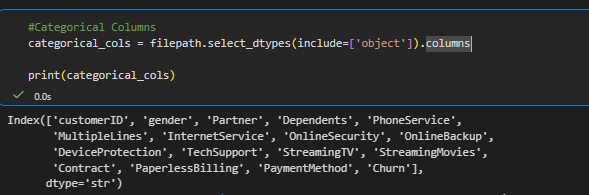 #Categorical Columns
categorical_cols = filepath.select_dtypes(include=['object']).columns
print(categorical_cols)
0.0s
Index(['customerID', 'gender', 'Partner', 'Dependents', 'PhoneService',
'MultipleLines', 'InternetService', 'OnlineSecurity', 'OnlineBackup',
'DeviceProtection', 'TechSupport', 'StreamingTV', 'StreamingMovies',
'Contract', 'PaperlessBilling', 'PaymentMethod', 'Churn'],
dtype='str')